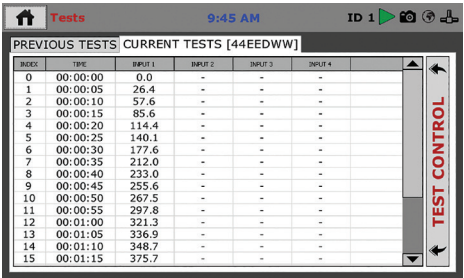 Tests 9:45 AM ID 1
PREVIOUS TESTS CURRENT TESTS [44EEDWW]
INDEX TIME INPUT 1 INPUT 2 INPUT 3 INPUT 4
0 00:00:00 0.0 - - -
1 00:00:05 26.4 - - -
2 00:00:10 57.6 - - -
3 00:00:15 85.6 - - -
4 00:00:20 114.4 - - -
5 00:00:25 140.1 - - -
6 00:00:30 177.6 - - -
7 00:00:35 212.0 - - -
8 00:00:40 233.0 - - -
9 00:00:45 255.6 - - -
10 00:00:50 267.5 - - -
11 00:00:55 297.8 - - -
12 00:01:00 321.3 - - -
13 00:01:05 336.9 - - -
14 00:01:10 348.7 - - -
15 00:01:15 375.7 - - -
TEST CONTROL